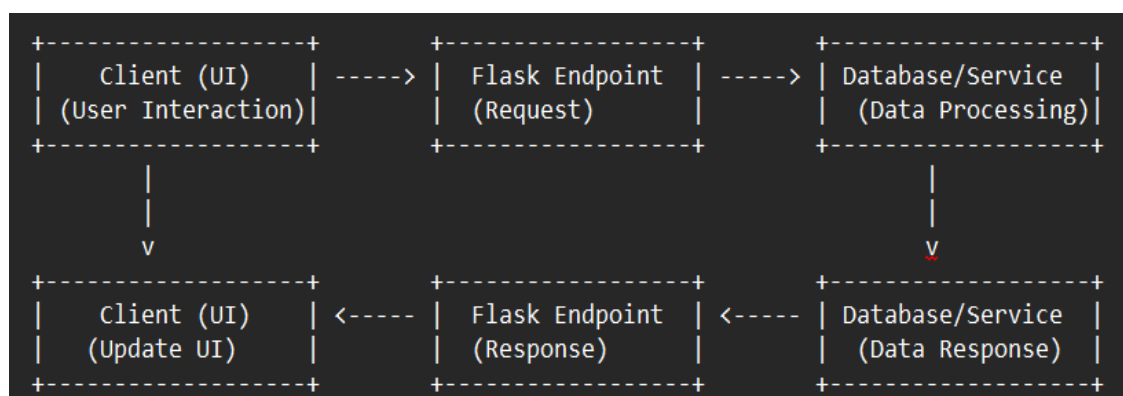 +--------------------+        +------------------+        +--------------------+
|    Client (UI)     | -----> |  Flask Endpoint  | -----> | Database/Service   |
| (User Interaction)|         |  (Request)       |        |  (Data Processing)|
+--------------------+        +------------------+        +--------------------+
        |                                                         |
        |                                                         |
        v                                                         v
+--------------------+        +------------------+        +--------------------+
|    Client (UI)     | <----- |  Flask Endpoint  | <----- | Database/Service   |
|   (Update UI)      |        |  (Response)      |        |  (Data Response)   |
+--------------------+        +------------------+        +--------------------+